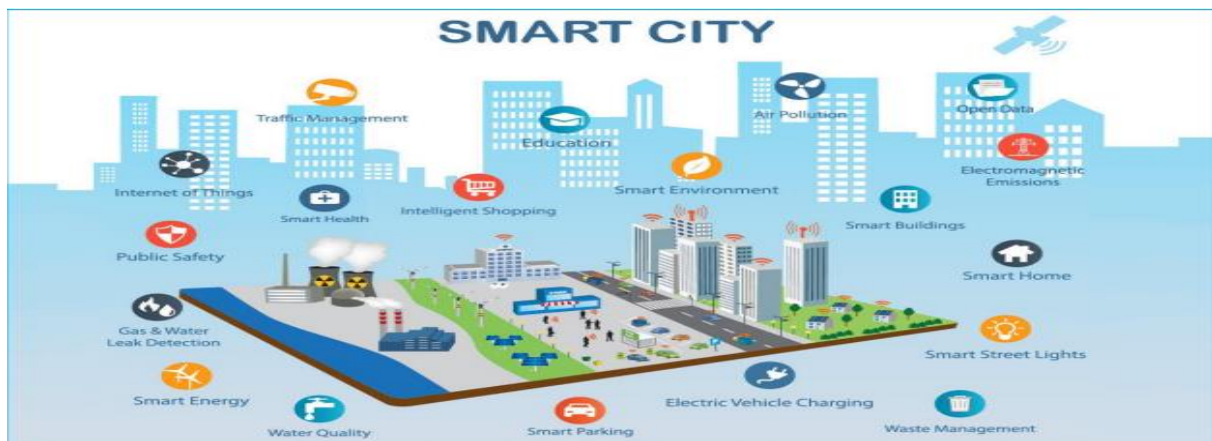 SMART CITY
Traffic Management
Education
Air Pollution
Open Data
Internet of Things
Smart Health
Intelligent Shopping
Smart Environment
Electromagnetic
Emissions
Smart Buildings
Public Safety
Smart Home
Gas & Water
Leak Detection
Smart Street Lights
Smart Energy
Electric Vehicle Charging
Water Quality
Smart Parking
Waste Management